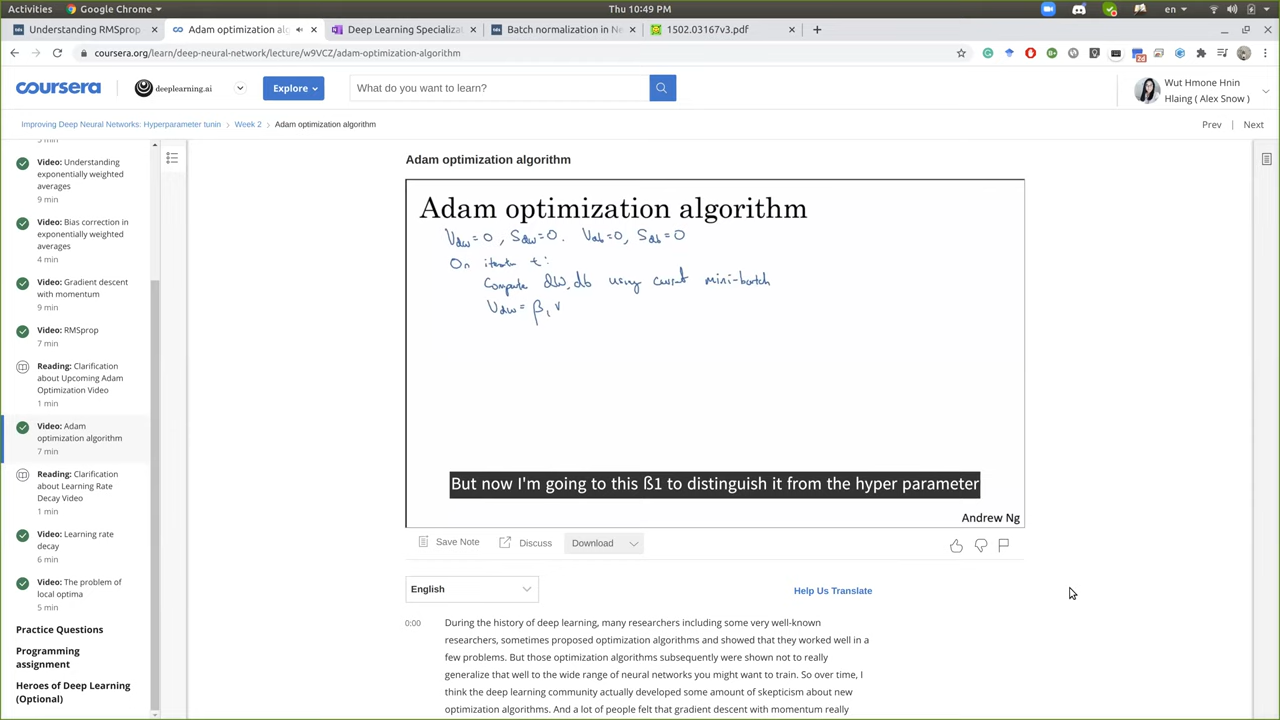 Activities
Google Chrome
Thu 10:49 PM
en
Understanding RMSprop
Adam optimization alg
Deep Learning Specializ
Batch normalization in Ne
1502.03167v3.pdf
coursera.org/learn/deep-neural-network/lecture/w9VCZ/adam-optimization-algorithm
coursera
deeplearning.ai
Explore
What do you want to learn?
Wut Hmone Hnin
Hlaing ( Alex Snow )
Improving Deep Neural Networks: Hyperparameter tunin > Week 2 > Adam optimization algorithm
Prev | Next
Video: Understanding
exponentially weighted
averages
9 min
Video: Bias correction in
exponentially weighted
averages
4 min
Video: Gradient descent
with momentum
9 min
Video: RMSprop
7 min
Reading: Clarification
about Upcoming Adam
Optimization Video
1 min
Video: Adam
optimization algorithm
7 min
Reading: Clarification
about Learning Rate
Decay Video
1 min
Video: Learning rate
decay
6 min
Video: The problem of
local optima
5 min
Practice Questions
Programming
assignment
Heroes of Deep Learning
(Optional)
Adam optimization algorithm
Adam optimization algorithm
Vdw=0, Sdw=0. Vdb=0, Sdb=0
On iteration t:
Compute dw, db using current mini-batch
Vdw = β1 v
But now I'm going to this ß1 to distinguish it from the hyper parameter
Andrew Ng
Save Note
Discuss
Download
English
Help Us Translate
0:00
During the history of deep learning, many researchers including some very well-known
researchers, sometimes proposed optimization algorithms and showed that they worked well in a
few problems. But those optimization algorithms subsequently were shown not to really
generalize that well to the wide range of neural networks you might want to train. So over time, I
think the deep learning community actually developed some amount of skepticism about new
optimization algorithms. And a lot of people felt that gradient descent with momentum really